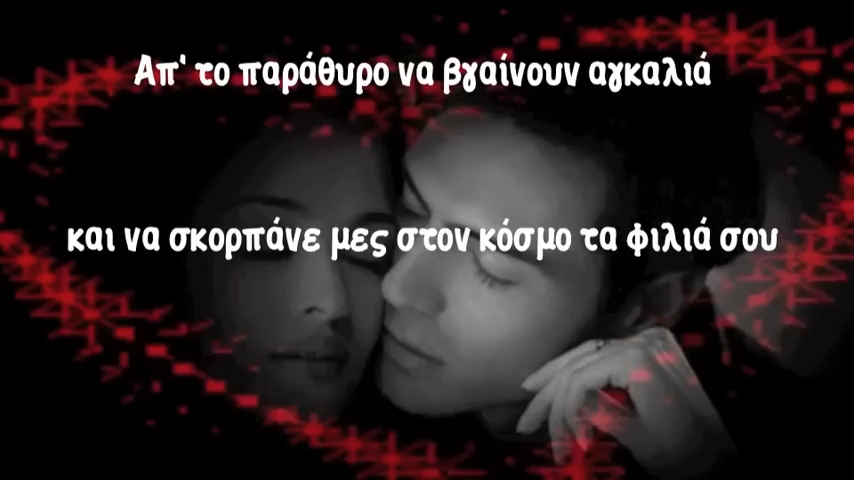 Απ' το παράθυρο να βγαίνουν αγκαλιά
και να σκορπάνε μες στον κόσμο τα φιλιά σου